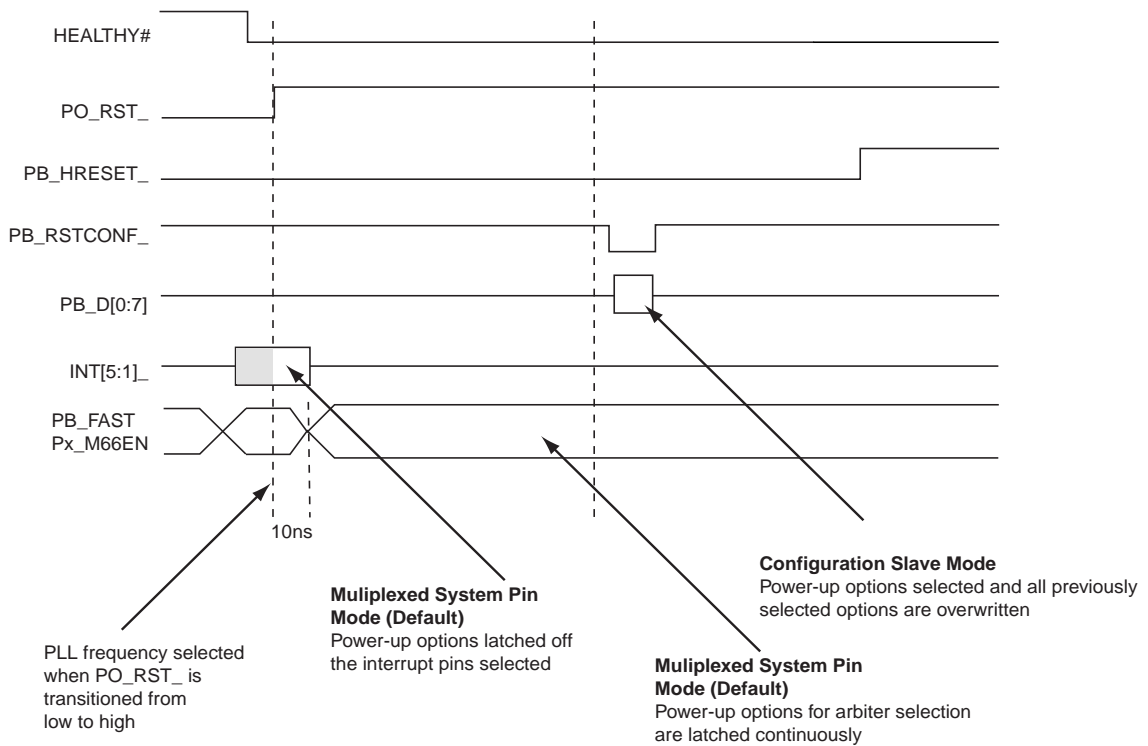 HEALTHY#
PO_RST_
PB_HRESET_
PB_RSTCONF_
PB_D[0:7]
INT[5:1]_
PB_FAST
Px_M66EN
10ns
PLL frequency selected
when PO_RST_ is
transitioned from
low to high
Muliplexed System Pin
Mode (Default)
Power-up options latched off
the interrupt pins selected
Muliplexed System Pin
Mode (Default)
Power-up options for arbiter selection
are latched continuously
Configuration Slave Mode
Power-up options selected and all previously
selected options are overwritten